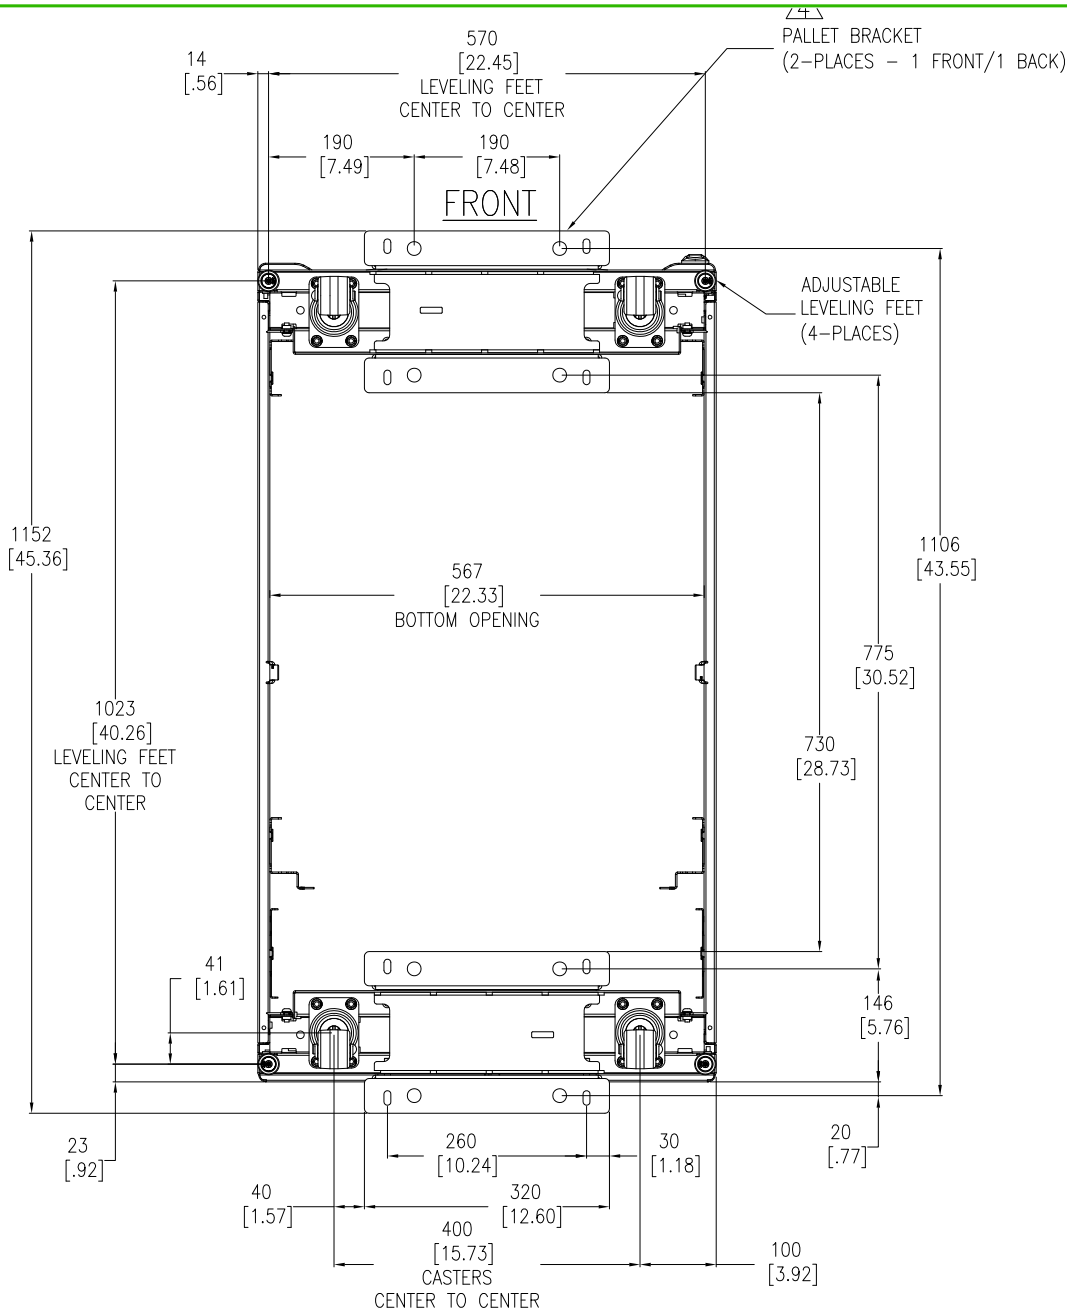 4
PALLET BRACKET
(2-PLACES - 1 FRONT/1 BACK)
570
[22.45]
LEVELING FEET
CENTER TO CENTER
14
[.56]
190
[7.49]
190
[7.48]
FRONT
ADJUSTABLE
LEVELING FEET
(4-PLACES)
1152
[45.36]
1106
[43.55]
567
[22.33]
BOTTOM OPENING
775
[30.52]
1023
[40.26]
LEVELING FEET
CENTER TO
CENTER
730
[28.73]
41
[1.61]
146
[5.76]
23
[.92]
260
[10.24]
30
[1.18]
20
[.77]
40
[1.57]
320
[12.60]
400
[15.73]
CASTERS
CENTER TO CENTER
100
[3.92]